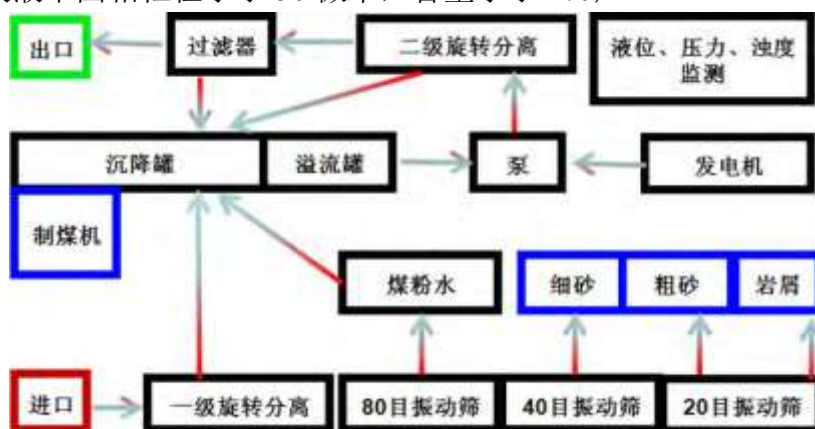 出口
过滤器
二级旋转分离
液位、压力、浊度
监测
沉降罐
溢流罐
泵
发电机
制煤机
煤粉水
细砂
粗砂
岩屑
进口
一级旋转分离
80目振动筛
40目振动筛
20目振动筛